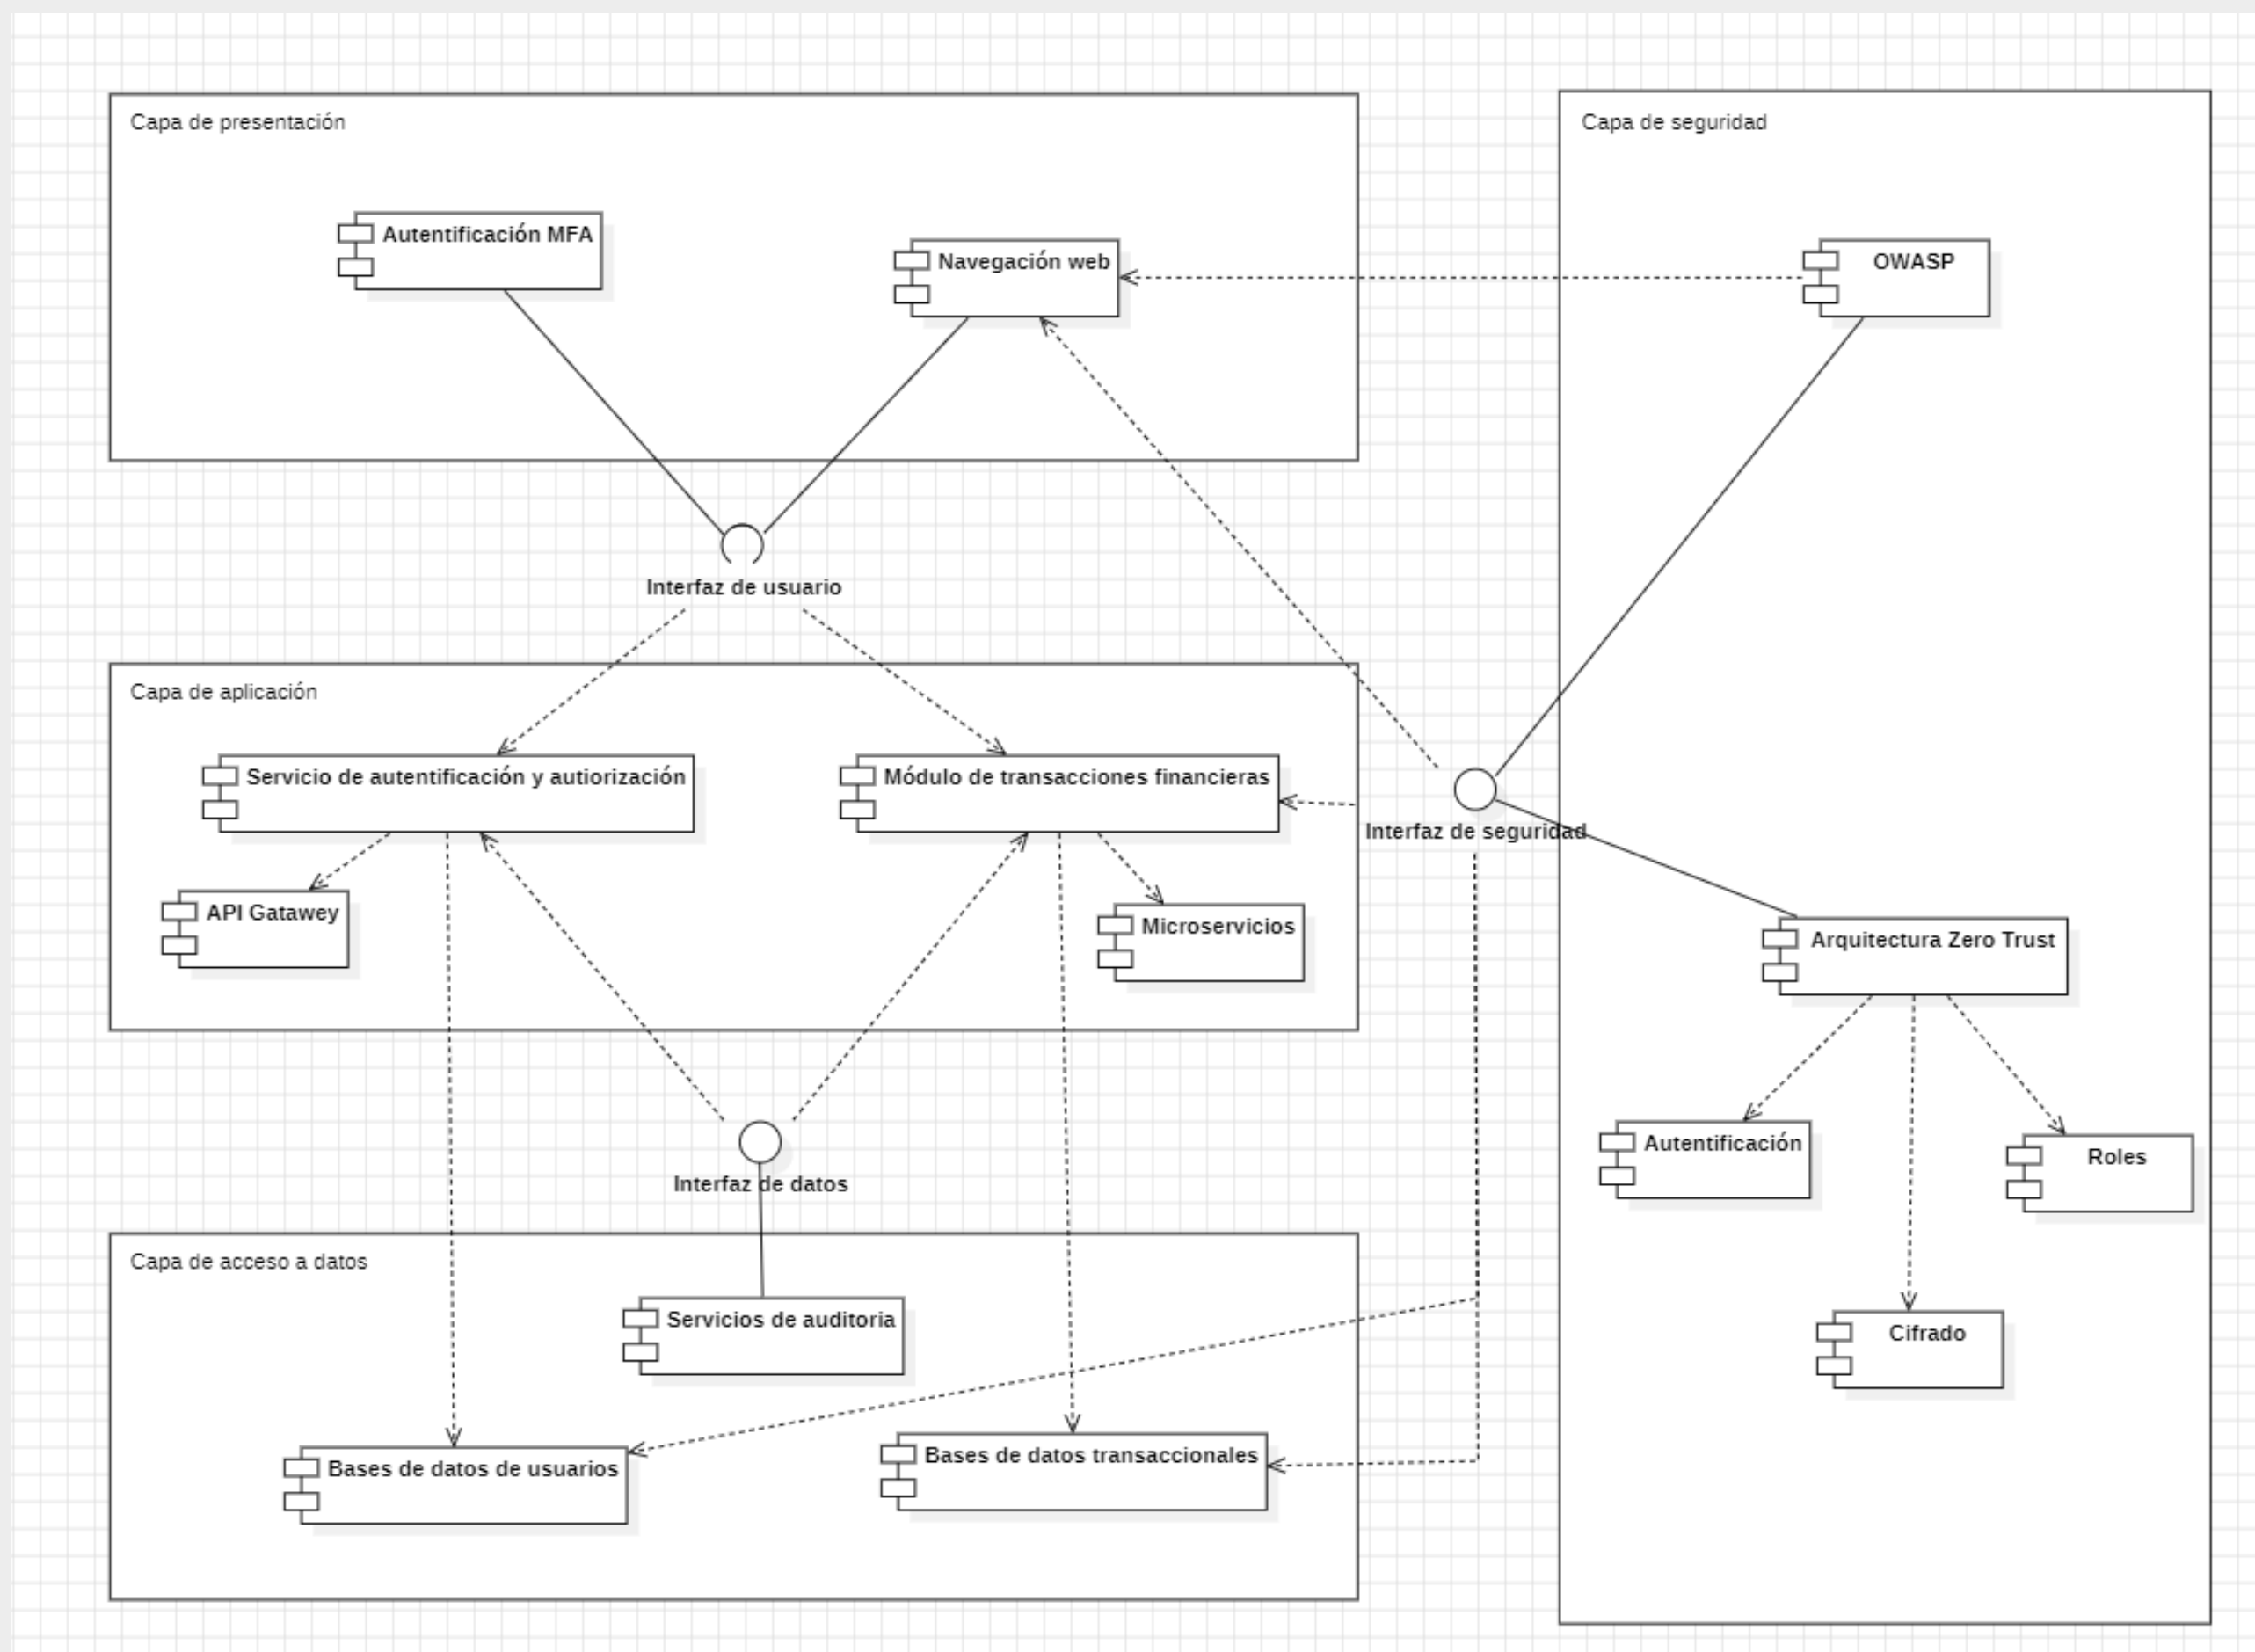 Capa de presentación
Capa de seguridad
Autentificación MFA
Navegación web
OWASP
Interfaz de usuario
Capa de aplicación
Servicio de autentificación y autiorización
Módulo de transacciones financieras
Interfaz de seguridad
API Gatawey
Microservicios
Arquitectura Zero Trust
Autentificación
Roles
Interfaz de datos
Capa de acceso a datos
Servicios de auditoria
Cifrado
Bases de datos de usuarios
Bases de datos transaccionales